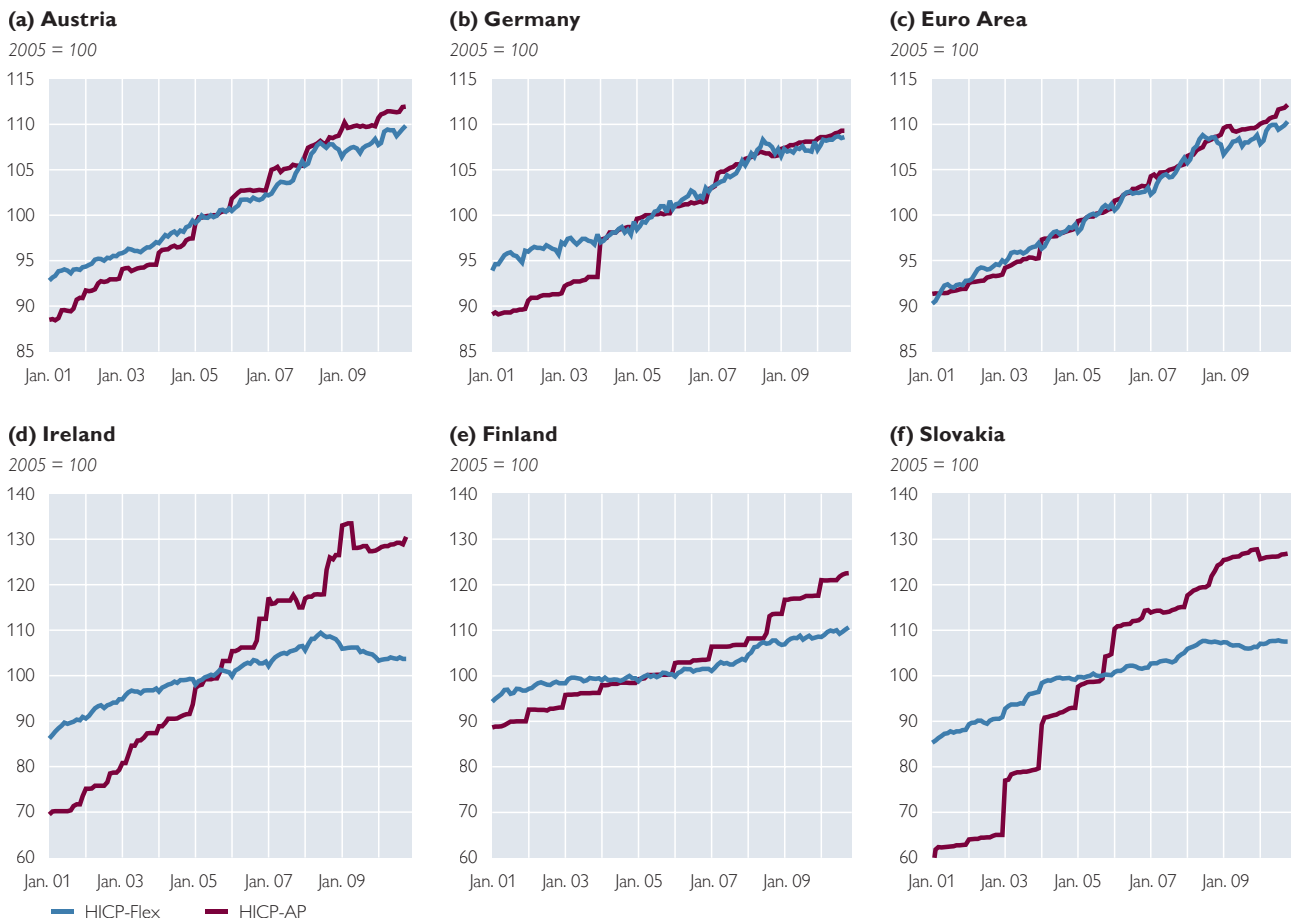 (a) Austria
2005 = 100
115
110
105
100
95
90
85
Jan. 01 Jan. 03 Jan. 05 Jan. 07 Jan. 09
(b) Germany
2005 = 100
115
110
105
100
95
90
85
Jan. 01 Jan. 03 Jan. 05 Jan. 07 Jan. 09
(c) Euro Area
2005 = 100
115
110
105
100
95
90
85
Jan. 01 Jan. 03 Jan. 05 Jan. 07 Jan. 09
(d) Ireland
2005 = 100
140
130
120
110
100
90
80
70
60
Jan. 01 Jan. 03 Jan. 05 Jan. 07 Jan. 09
(e) Finland
2005 = 100
140
130
120
110
100
90
80
70
60
Jan. 01 Jan. 03 Jan. 05 Jan. 07 Jan. 09
(f) Slovakia
2005 = 100
140
130
120
110
100
90
80
70
60
Jan. 01 Jan. 03 Jan. 05 Jan. 07 Jan. 09
HICP-Flex HICP-AP